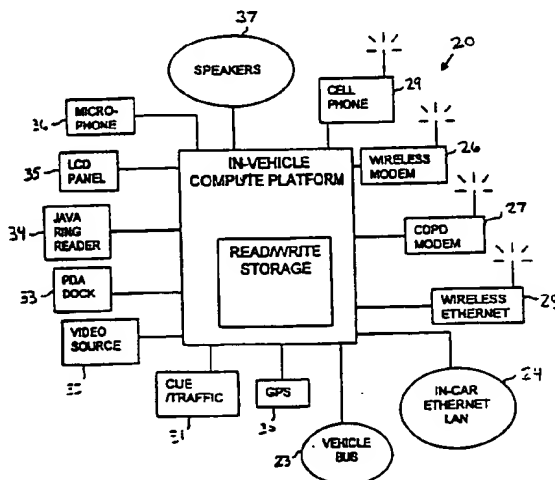 37
SPEAKERS
20
CELL
PHONE
29
36
MICRO-
PHONE
IN-VEHICLE
COMPUTE PLATFORM
WIRELESS
MODEM
26
35
LCD
PANEL
34
JAVA
RING
READER
READ/WRITE
STORAGE
CDPD
MODEM
27
33
PDA
DOCK
WIRELESS
ETHERNET
VIDEO
SOURCE
CUE
/TRAFFIC
31
GPS
30
23
VEHICLE
BUS
IN-CAR
ETHERNET
LAN
24